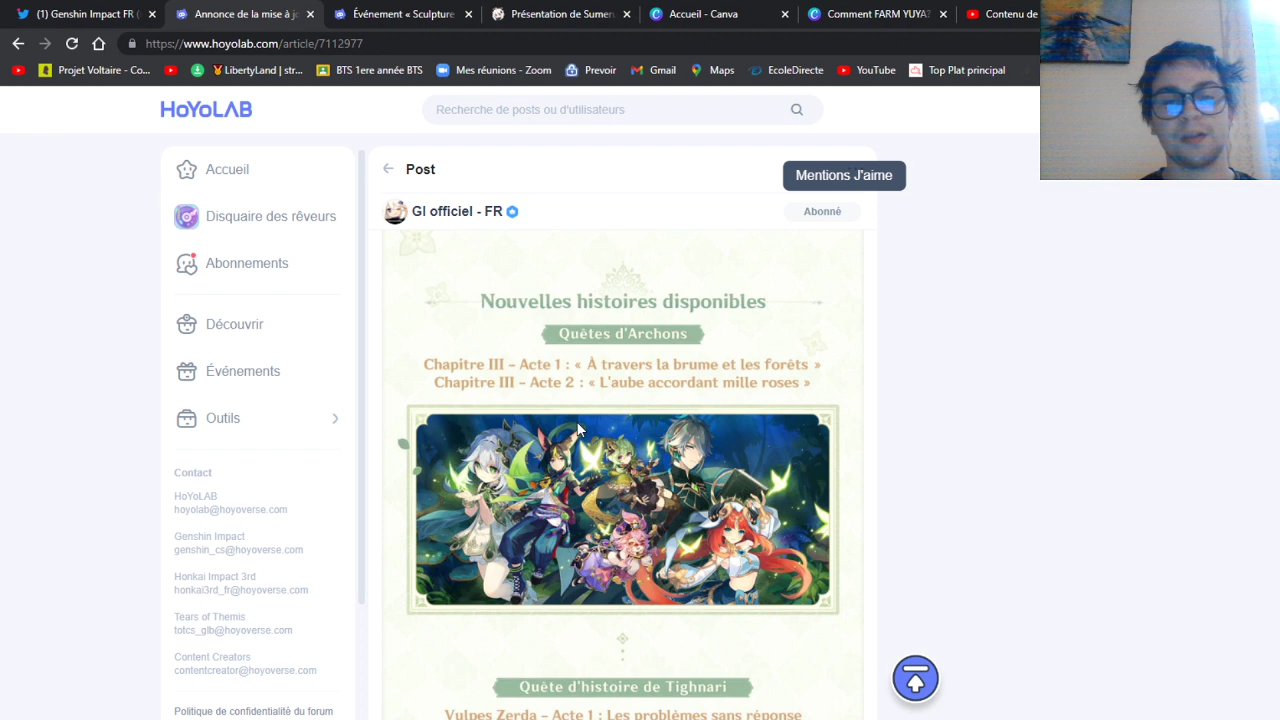 (1) Genshin Impact FR (
Annonce de la mise à jo
Événement « Sculpture
Présentation de Sumer
Accueil - Canva
Comment FARM YUYA?
Contenu de
https://www.hoyolab.com/article/7112977
Projet Voltaire - Co...
LibertyLand | str...
BTS 1ere année BTS
Mes réunions - Zoom
Prevoir
Gmail
Maps
EcoleDirecte
YouTube
Top Plat principal
HoYoLAB
Recherche de posts ou d'utilisateurs
Accueil
Disquaire des rêveurs
Abonnements
Découvrir
Événements
Outils
Contact
HoYoLAB
hoyolab@hoyoverse.com
Genshin Impact
genshin_cs@hoyoverse.com
Honkai Impact 3rd
honkai3rd_fr@hoyoverse.com
Tears of Themis
totcs_glb@hoyoverse.com
Content Creators
contentcreator@hoyoverse.com
Politique de confidentialité du forum
Post
Mentions J'aime
GI officiel - FR
Abonné
Nouvelles histoires disponibles
Quêtes d'Archons
Chapitre III – Acte 1 : « À travers la brume et les forêts »
Chapitre III – Acte 2 : « L'aube accordant mille roses »
Quête d'histoire de Tighnari
Vulpes Zerda – Acte 1 : Les problèmes sans réponse